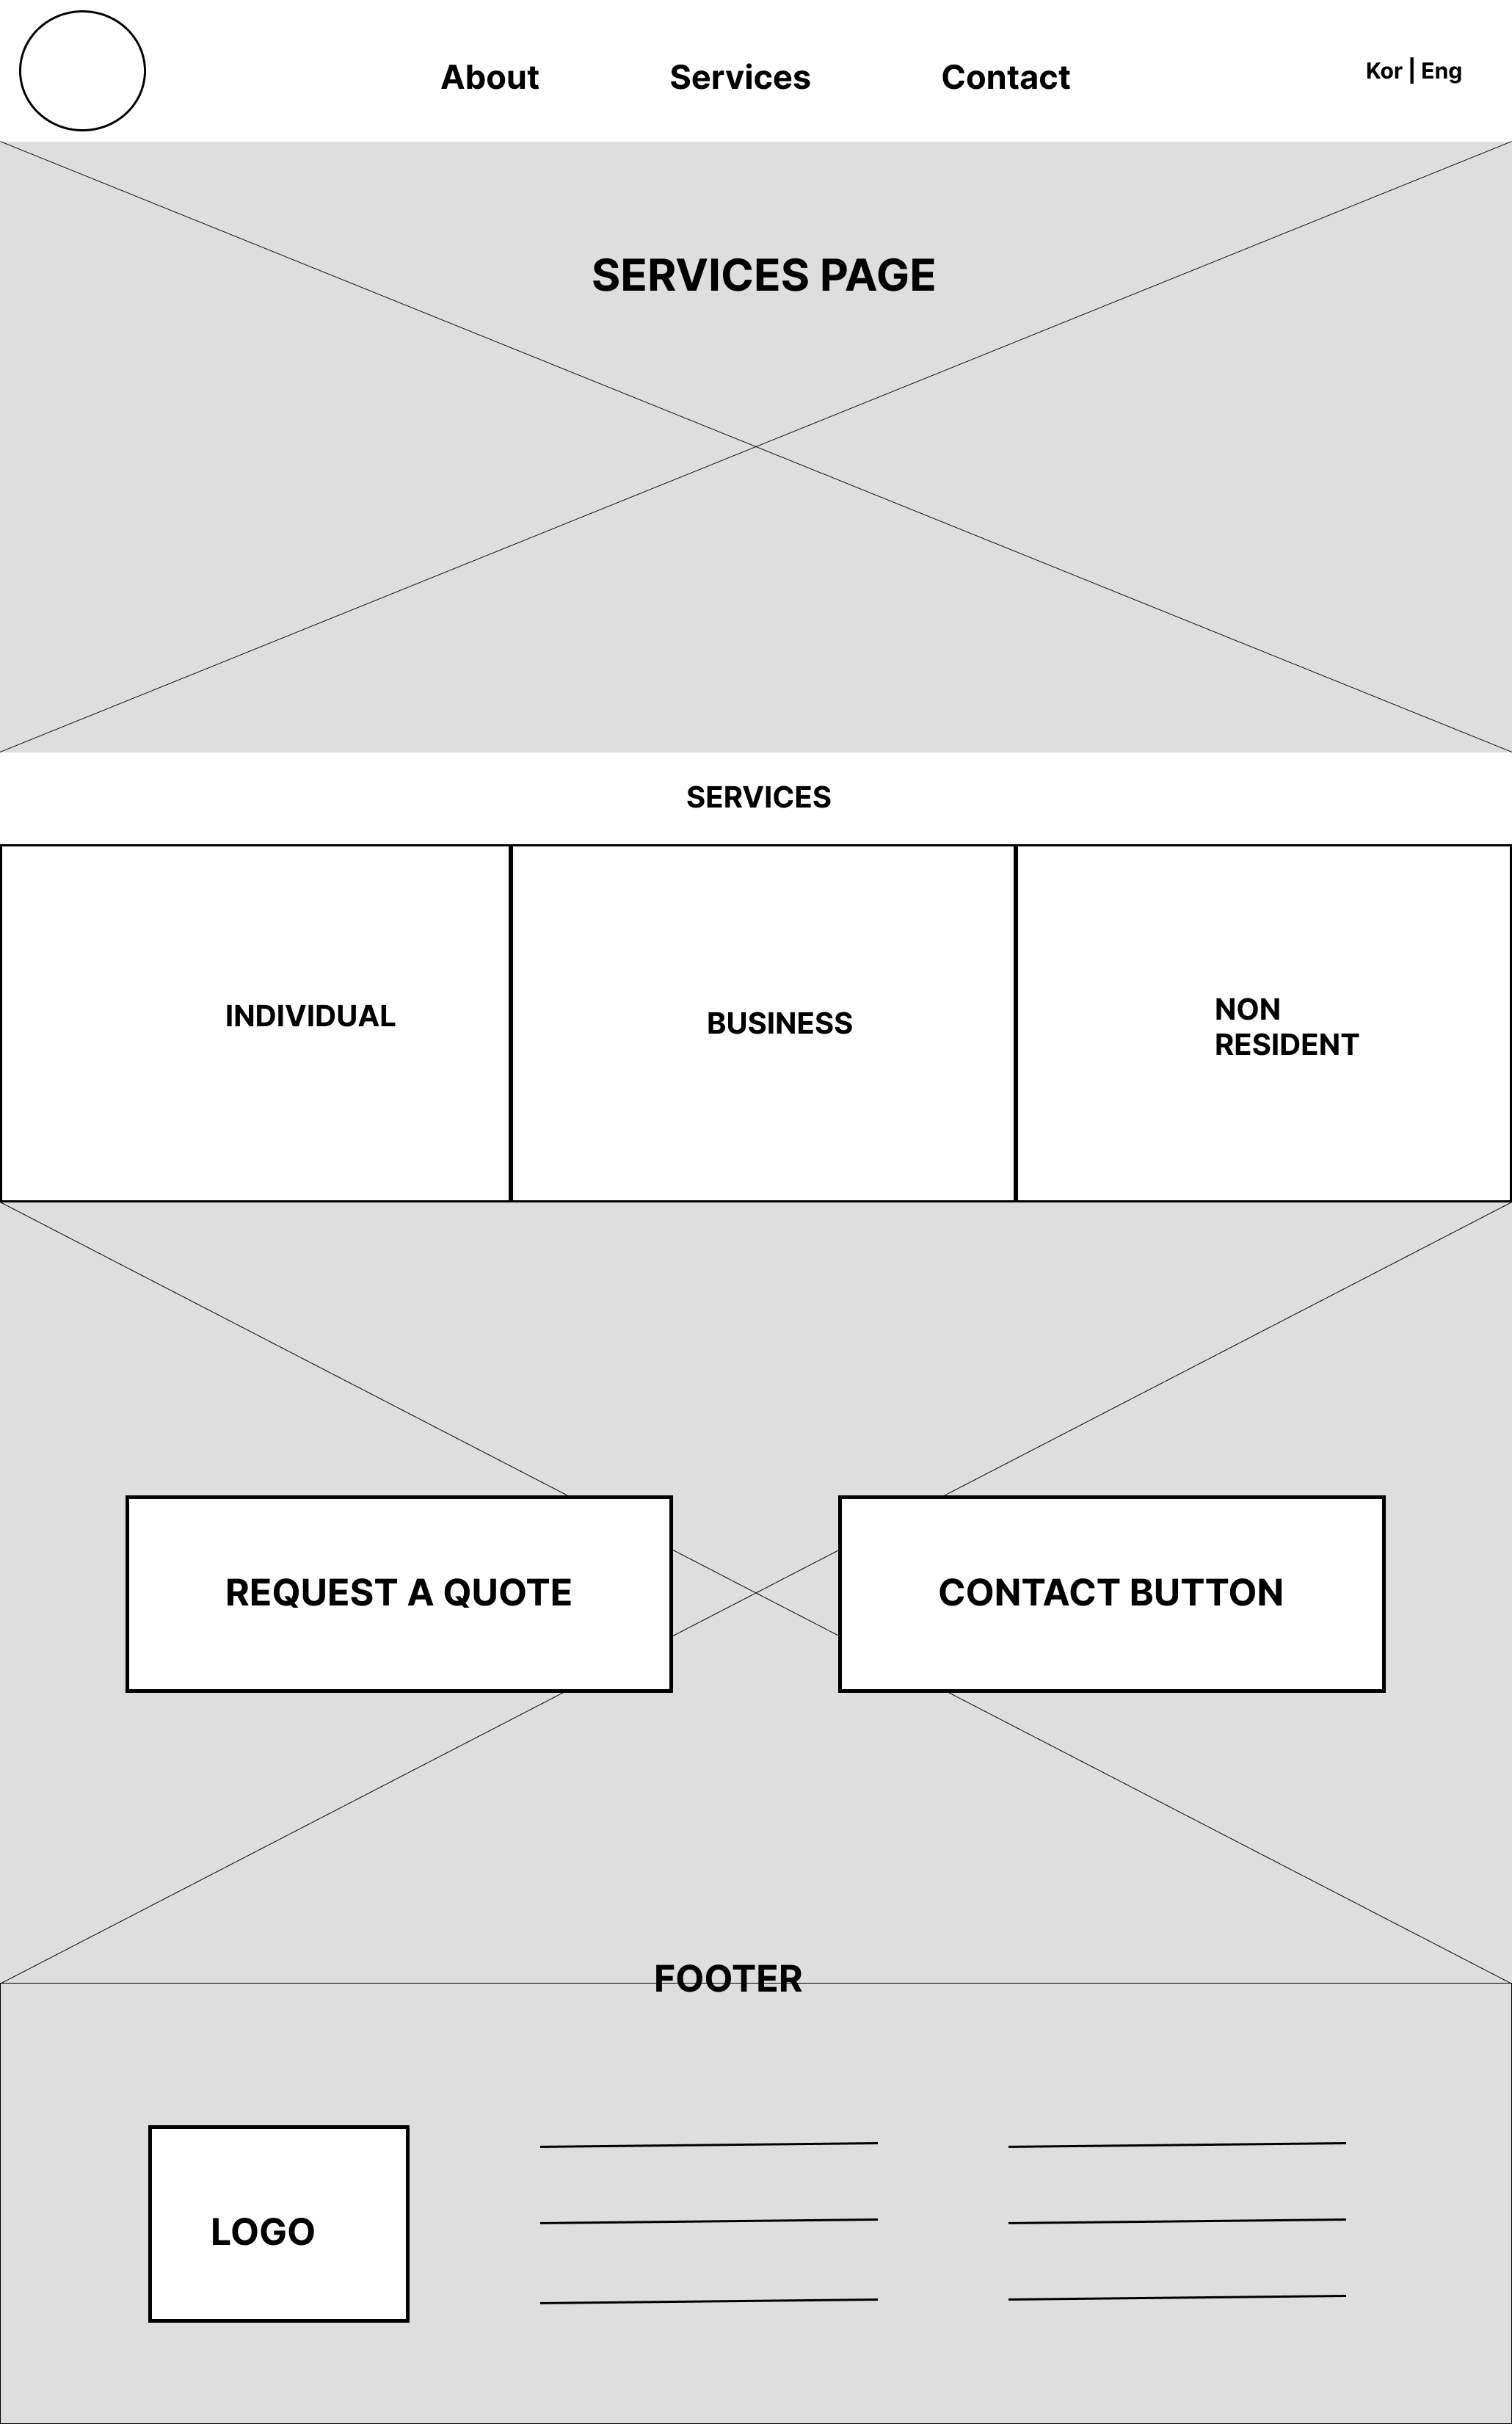 About Services Contact Kor | Eng
SERVICES PAGE
SERVICES
INDIVIDUAL
BUSINESS
NON
RESIDENT
REQUEST A QUOTE
CONTACT BUTTON
FOOTER
LOGO